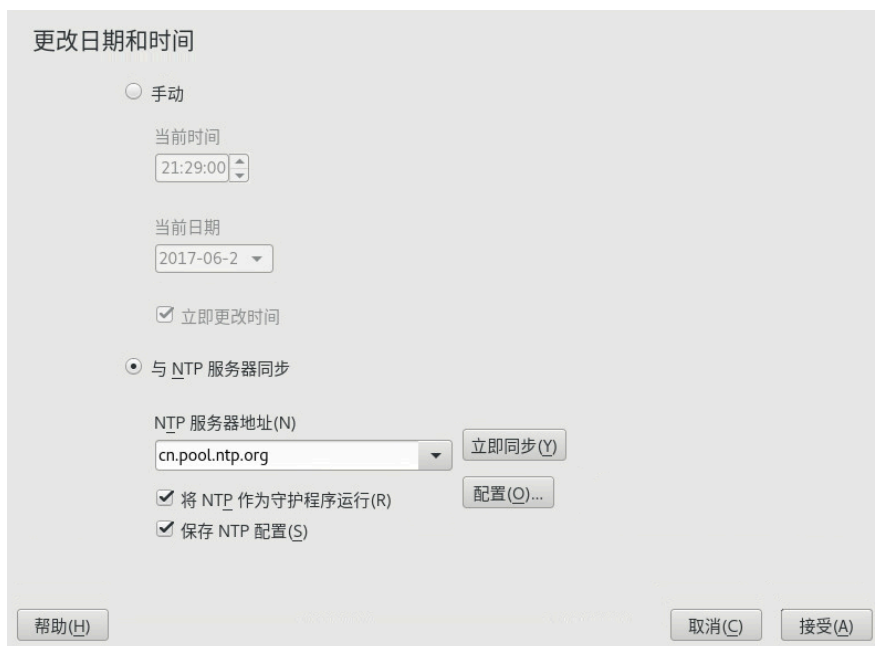 更改日期和时间
手动
当前时间
21:29:00
当前日期
2017-06-2
立即更改时间
与 NTP 服务器同步
NTP 服务器地址(N)
cn.pool.ntp.org
立即同步(Y)
将 NTP 作为守护程序运行(R)
配置(O)...
保存 NTP 配置(S)
帮助(H)
取消(C)
接受(A)